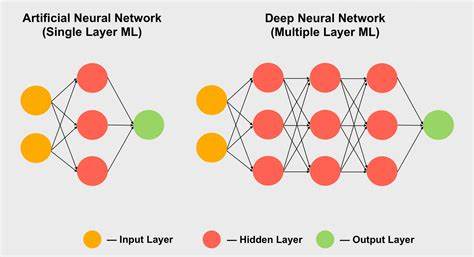 Artificial Neural Network
(Single Layer ML)
Deep Neural Network
(Multiple Layer ML)
— Input Layer
— Hidden Layer
— Output Layer